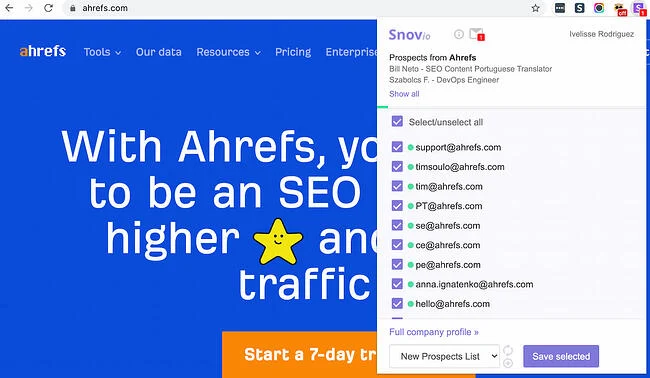 ahrefs.com
off
1
ahrefs
Tools
Our data
Resources
Pricing
Enterprise
With Ahrefs,
to be an SEO
higher
traffic
Start a 7-day
Snovio
1
Ivelisse Rodriguez
Prospects from Ahrefs
Bill Neto - SEO Content Portuguese Translator
Szabolcs F. - DevOps Engineer
Show all
Select/unselect all
support@ahrefs.com
timsoulo@ahrefs.com
tim@ahrefs.com
PT@ahrefs.com
se@ahrefs.com
ce@ahrefs.com
pe@ahrefs.com
anna.ignatenko@ahrefs.com
hello@ahrefs.com
Full company profile »
New Prospects List
Save selected